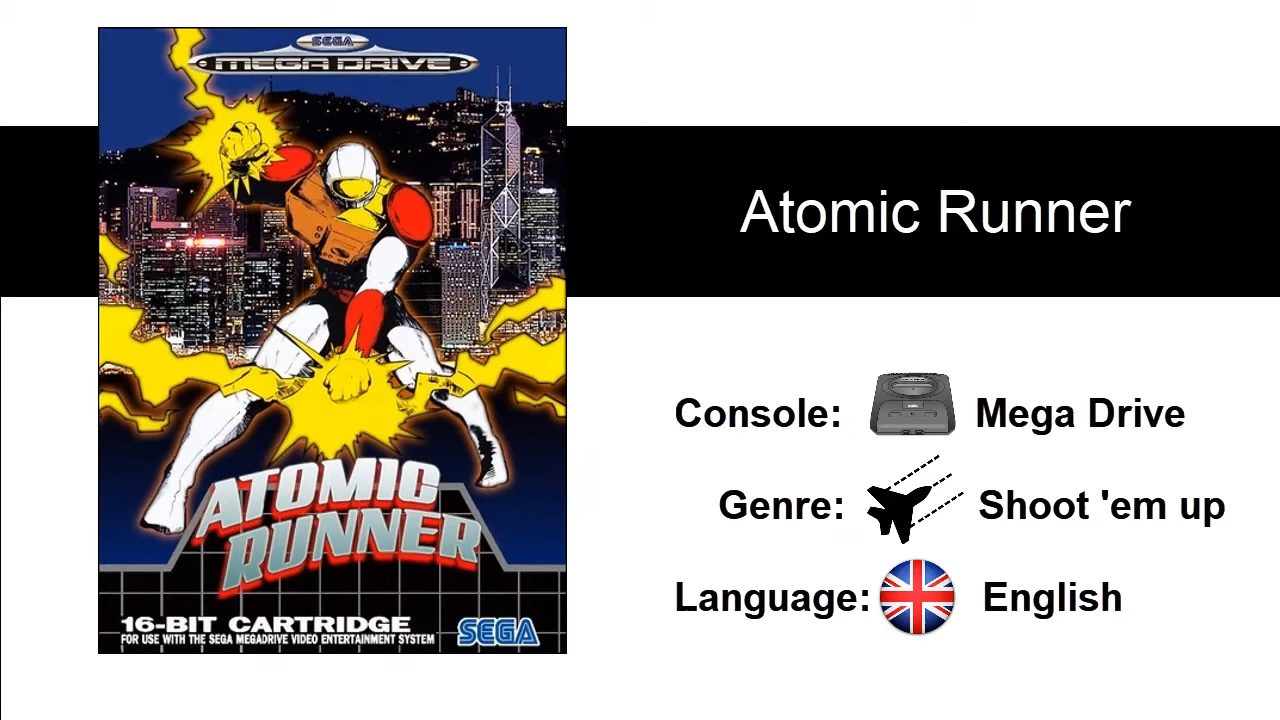 SEGA
MEGA DRIVE
ATOMIC
RUNNER
16-BIT CARTRIDGE
FOR USE WITH THE SEGA MEGADRIVE VIDEO ENTERTAINMENT SYSTEM
SEGA
Atomic Runner
Console: Mega Drive
Genre: Shoot 'em up
Language: English